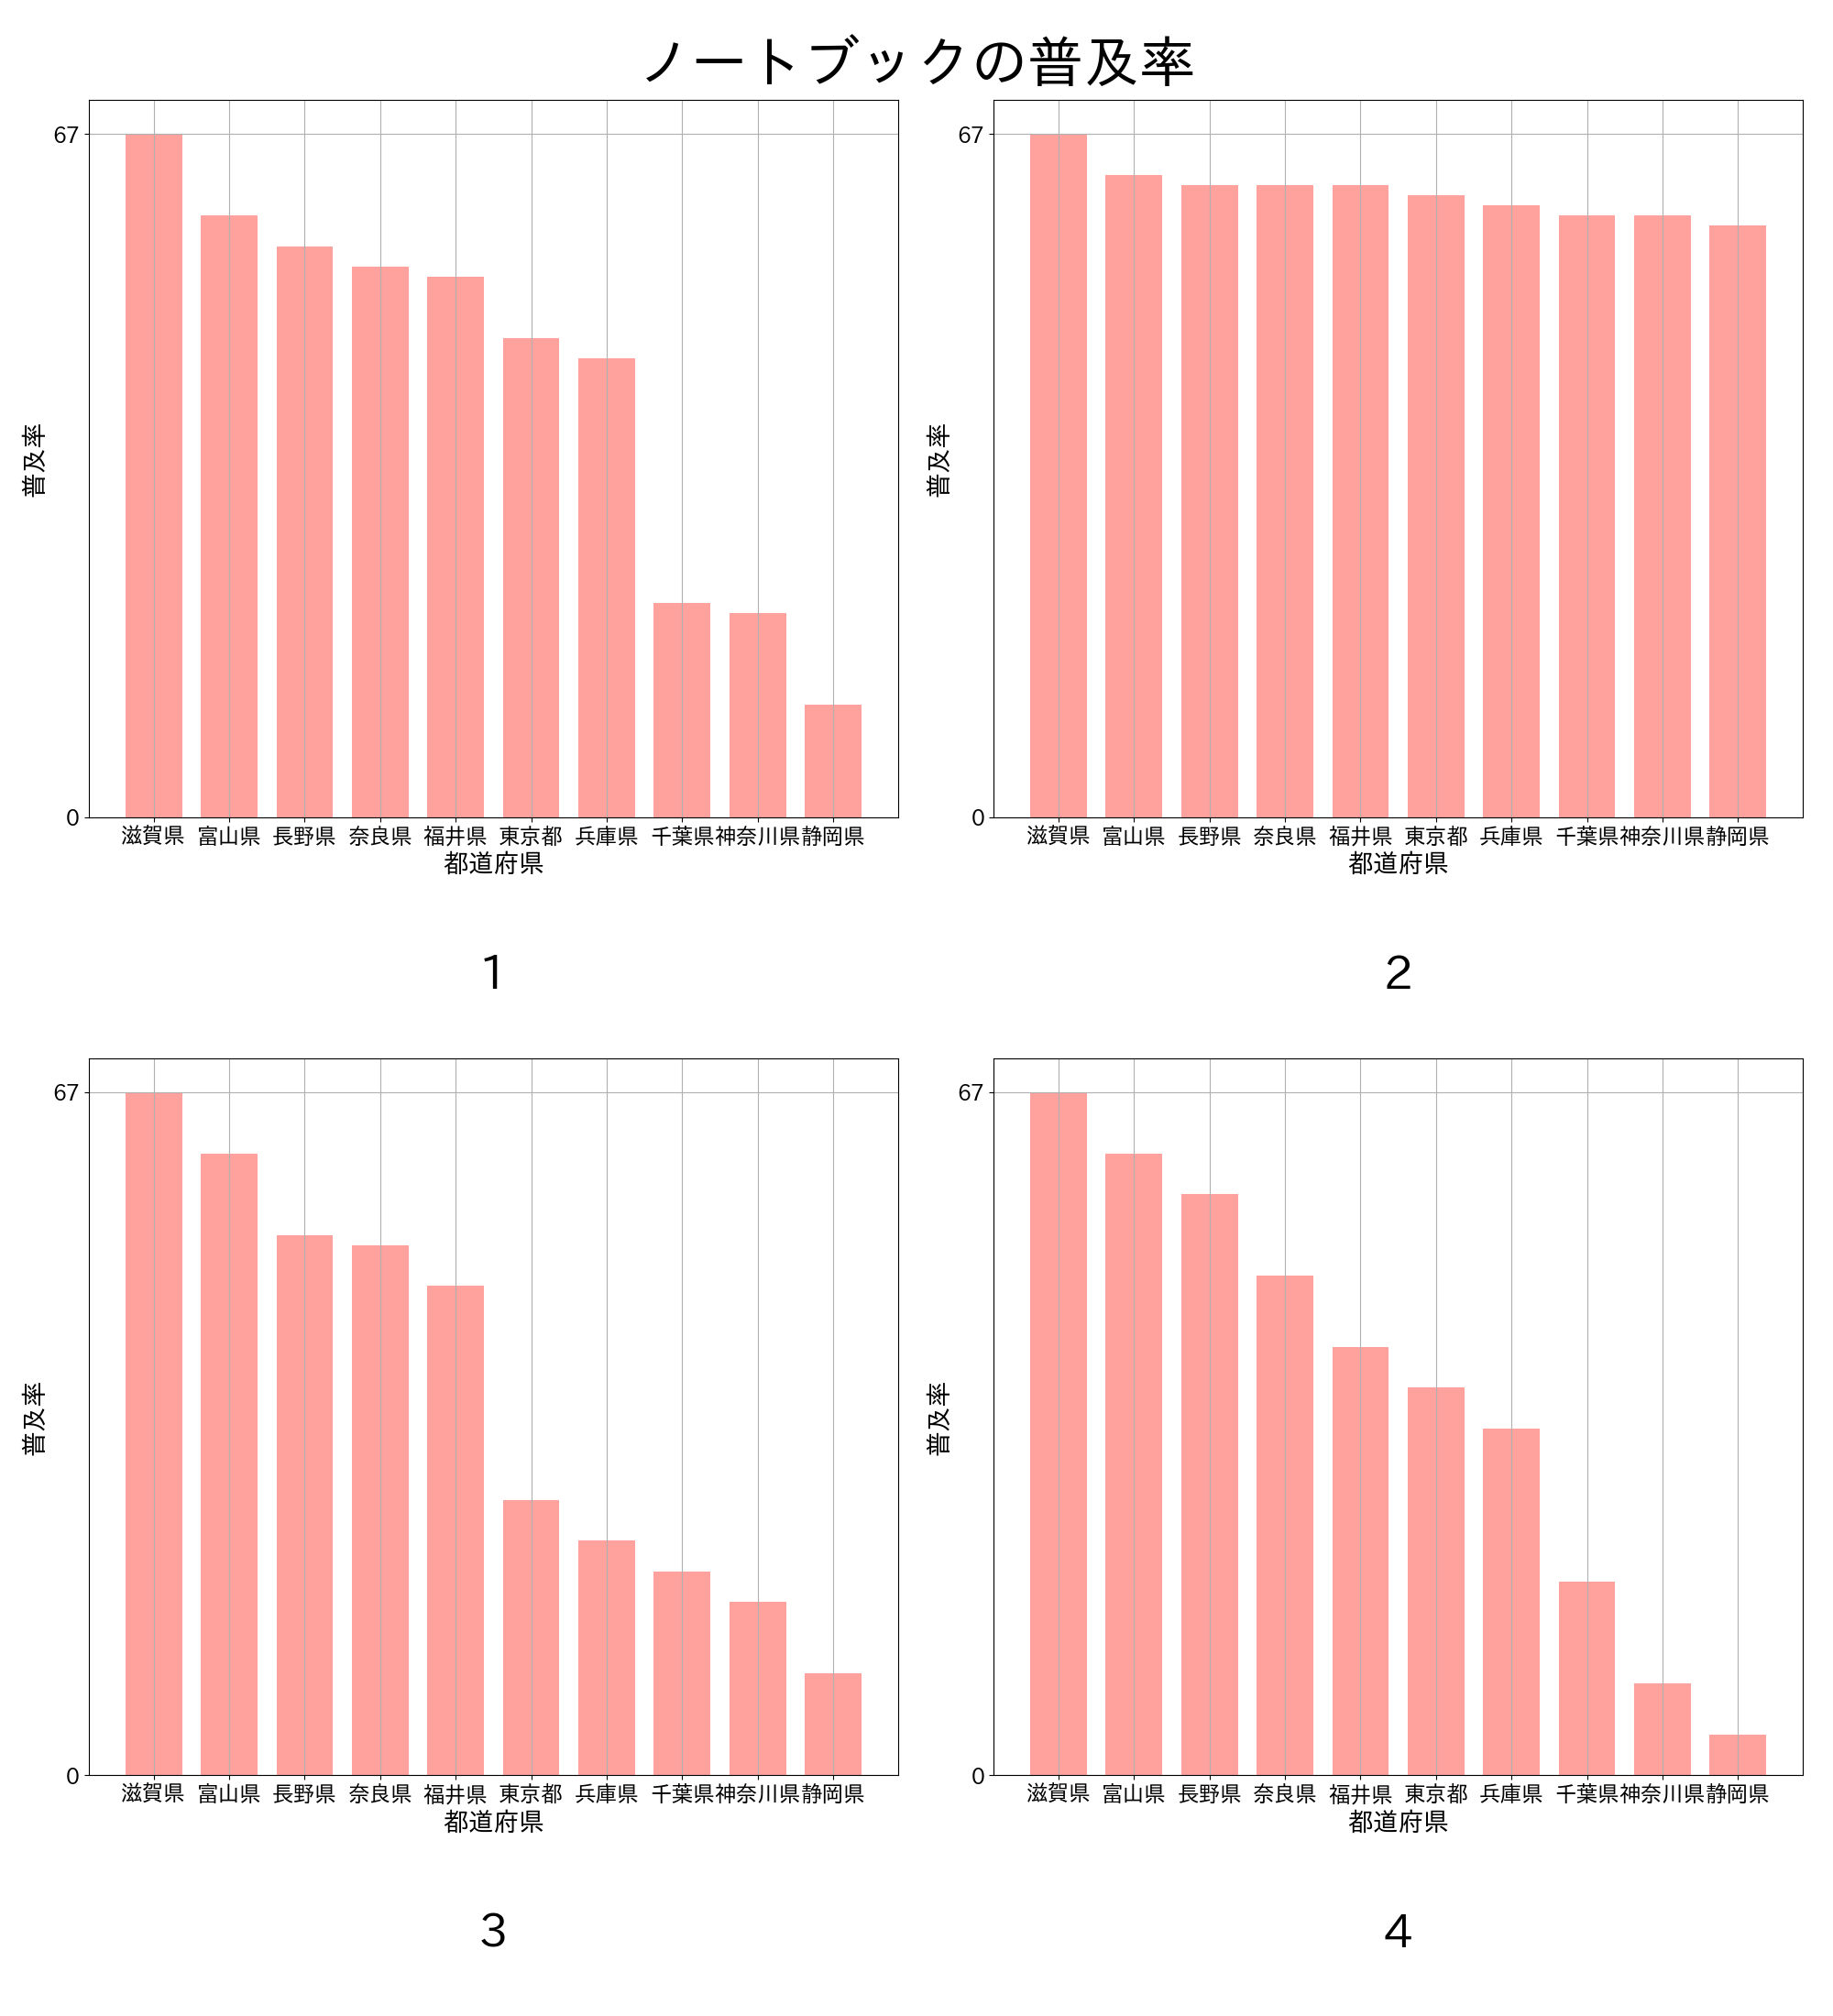 ノートブックの普及率
67
普及率
0
滋賀県 富山県 長野県 奈良県 福井県 東京都 兵庫県 千葉県 神奈川県 静岡県
都道府県
1
67
普及率
0
滋賀県 富山県 長野県 奈良県 福井県 東京都 兵庫県 千葉県 神奈川県 静岡県
都道府県
2
67
普及率
0
滋賀県 富山県 長野県 奈良県 福井県 東京都 兵庫県 千葉県 神奈川県 静岡県
都道府県
3
67
普及率
0
滋賀県 富山県 長野県 奈良県 福井県 東京都 兵庫県 千葉県 神奈川県 静岡県
都道府県
4